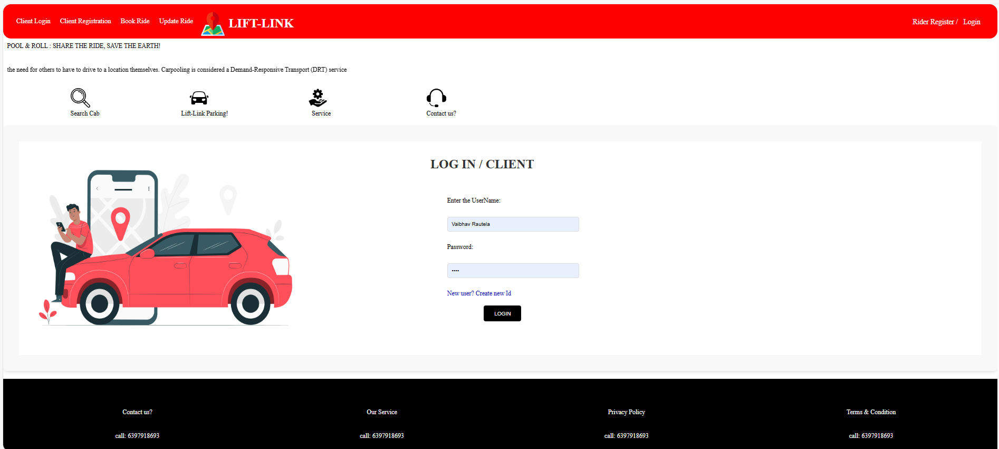 Client Login Client Registration Book Ride Update Ride LIFT-LINK Rider Register / Login
POOL & ROLL : SHARE THE RIDE, SAVE THE EARTH!
the need for others to have to drive to a location themselves. Carpooling is considered a Demand-Responsive Transport (DRT) service
Search Cab Lift-Link Parking! Service Contact us?
LOG IN / CLIENT
Enter the UserName:
Vaibhav Rautela
Password:
••••
New user? Create new Id
LOGIN
Contact us? Our Service Privacy Policy Terms & Condition
call: 6397918693 call: 6397918693 call: 6397918693 call: 6397918693